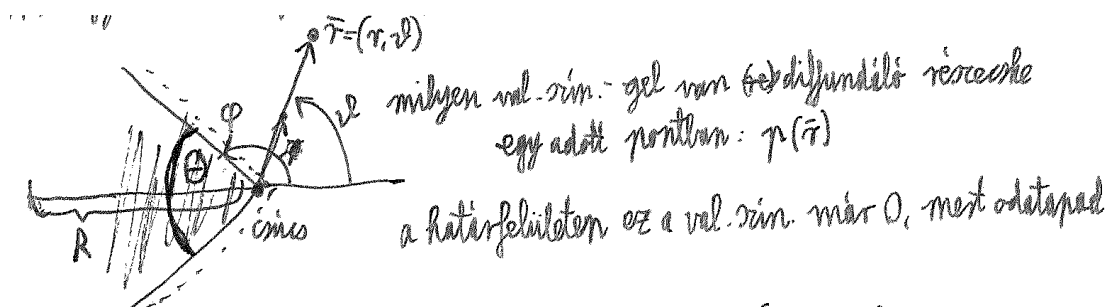 r̄=(r,ϑ)
milyen val. szín.-gel van diffundáló részecske
φ
ϑ
egy adott pontban: p(r̄)
Θ
a határfelületen ez a val. szín. már 0, mert odatapad
csúcs
R